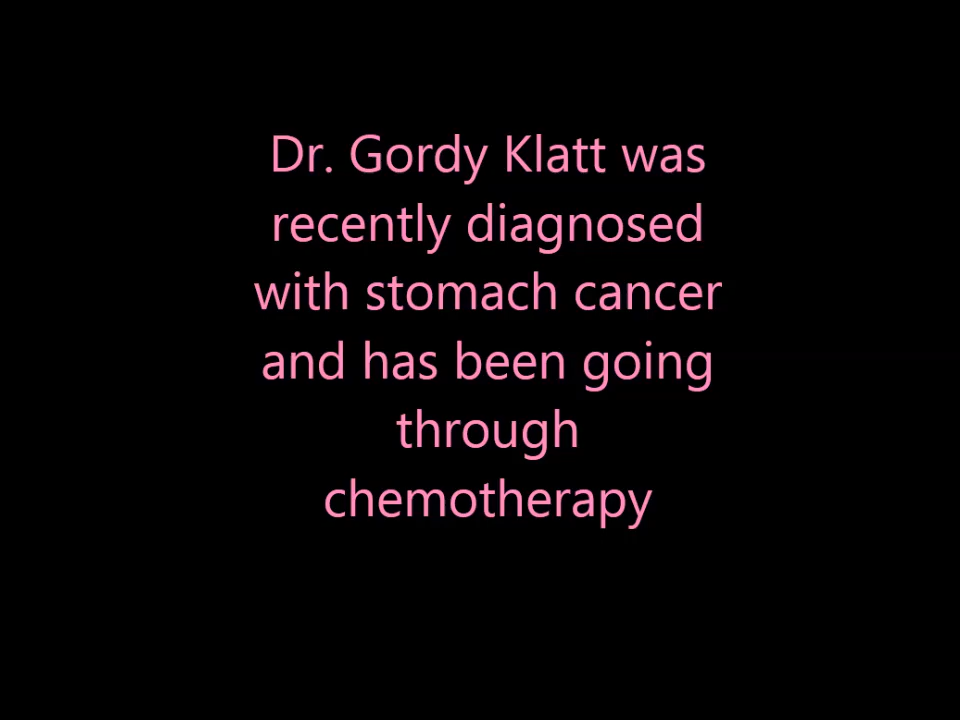 Dr. Gordy Klatt was
recently diagnosed
with stomach cancer
and has been going
through
chemotherapy